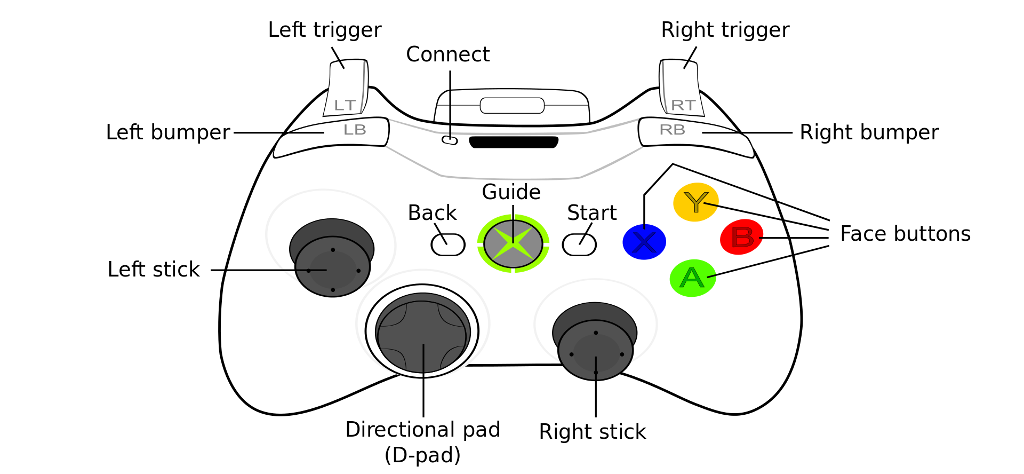 Left trigger
Right trigger
Connect
LT
RT
Left bumper
LB
RB
Right bumper
Guide
Back
Start
Y
X
B
Face buttons
A
Left stick
Directional pad
(D-pad)
Right stick